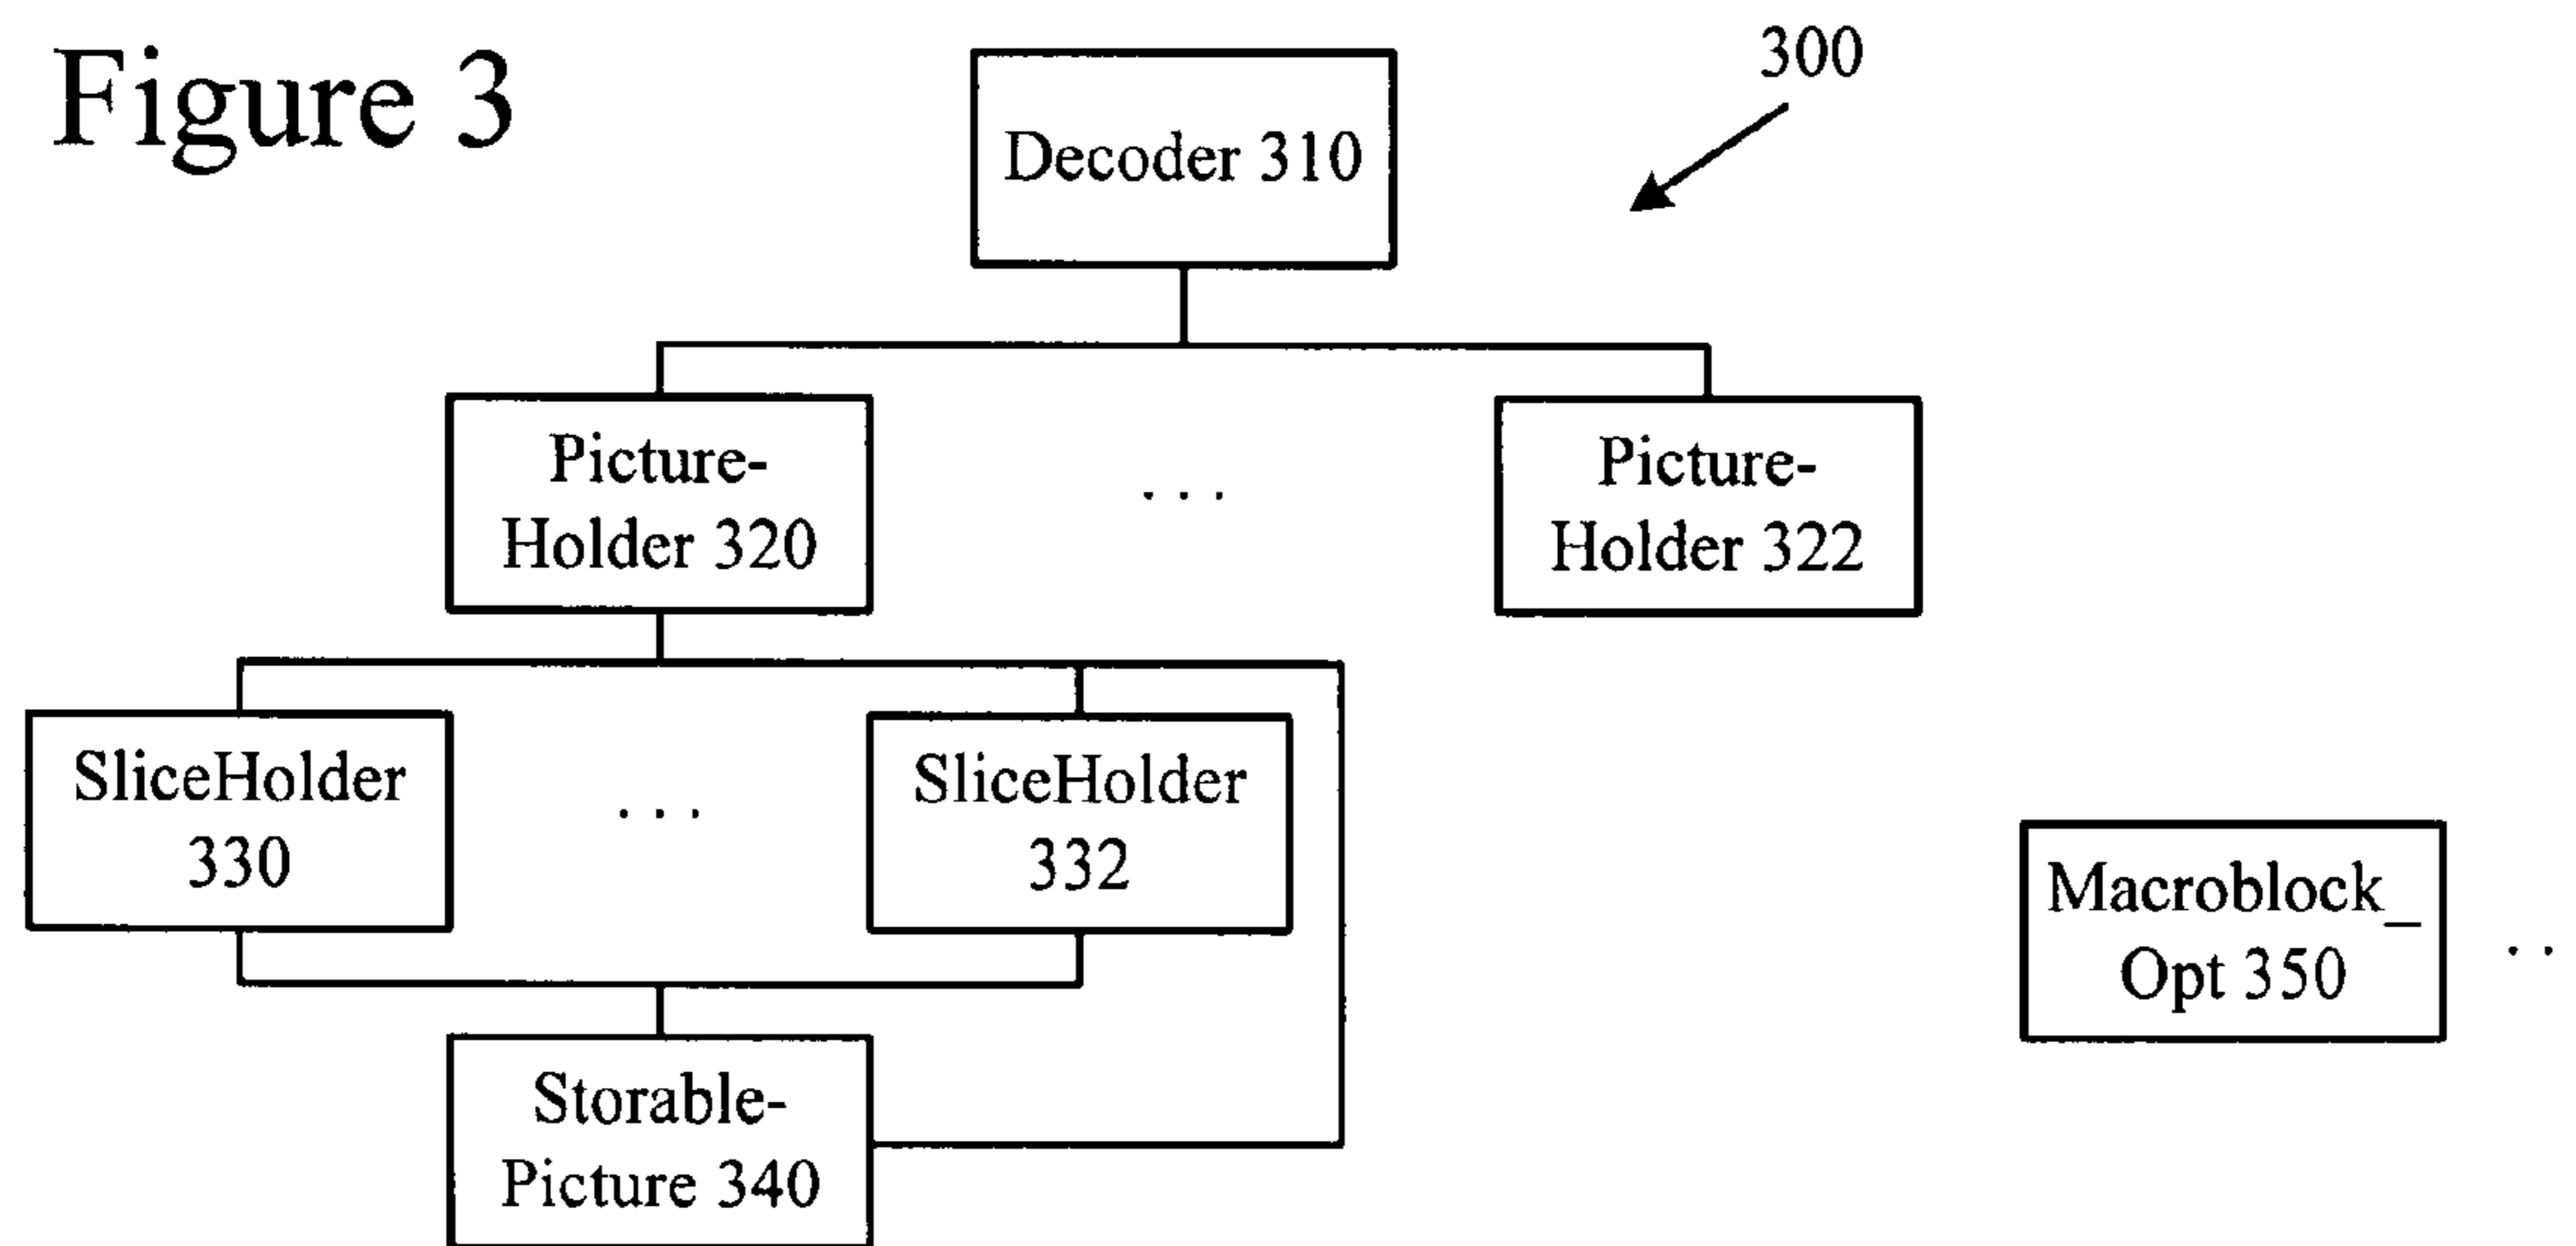 Figure 3
300
Decoder 310
Picture-
Holder 320
. . .
Picture-
Holder 322
SliceHolder
330
. . .
SliceHolder
332
Macroblock_
Opt 350
. .
Storable-
Picture 340